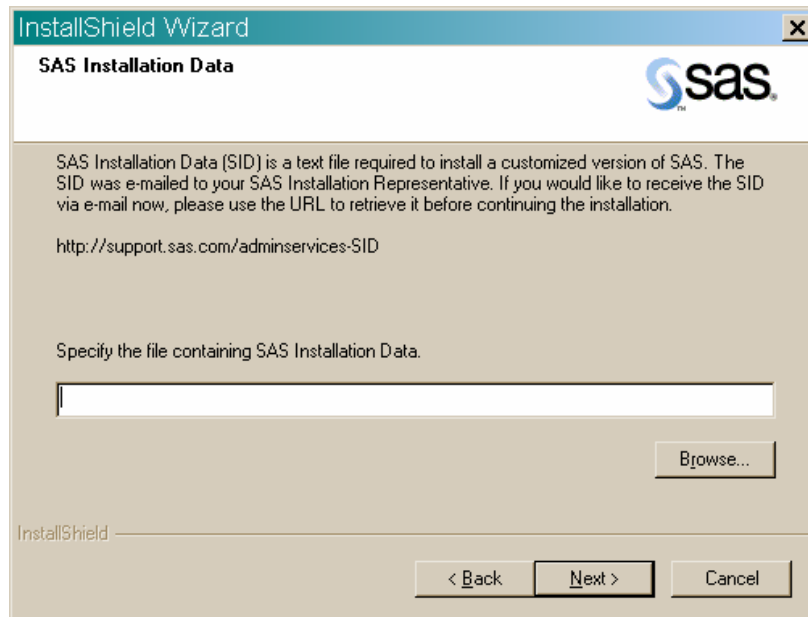 InstallShield Wizard
SAS Installation Data
sas
SAS Installation Data (SID) is a text file required to install a customized version of SAS. The
SID was e-mailed to your SAS Installation Representative. If you would like to receive the SID
via e-mail now, please use the URL to retrieve it before continuing the installation.
http://support.sas.com/adminservices-SID
Specify the file containing SAS Installation Data.
Browse...
InstallShield
< Back Next > Cancel